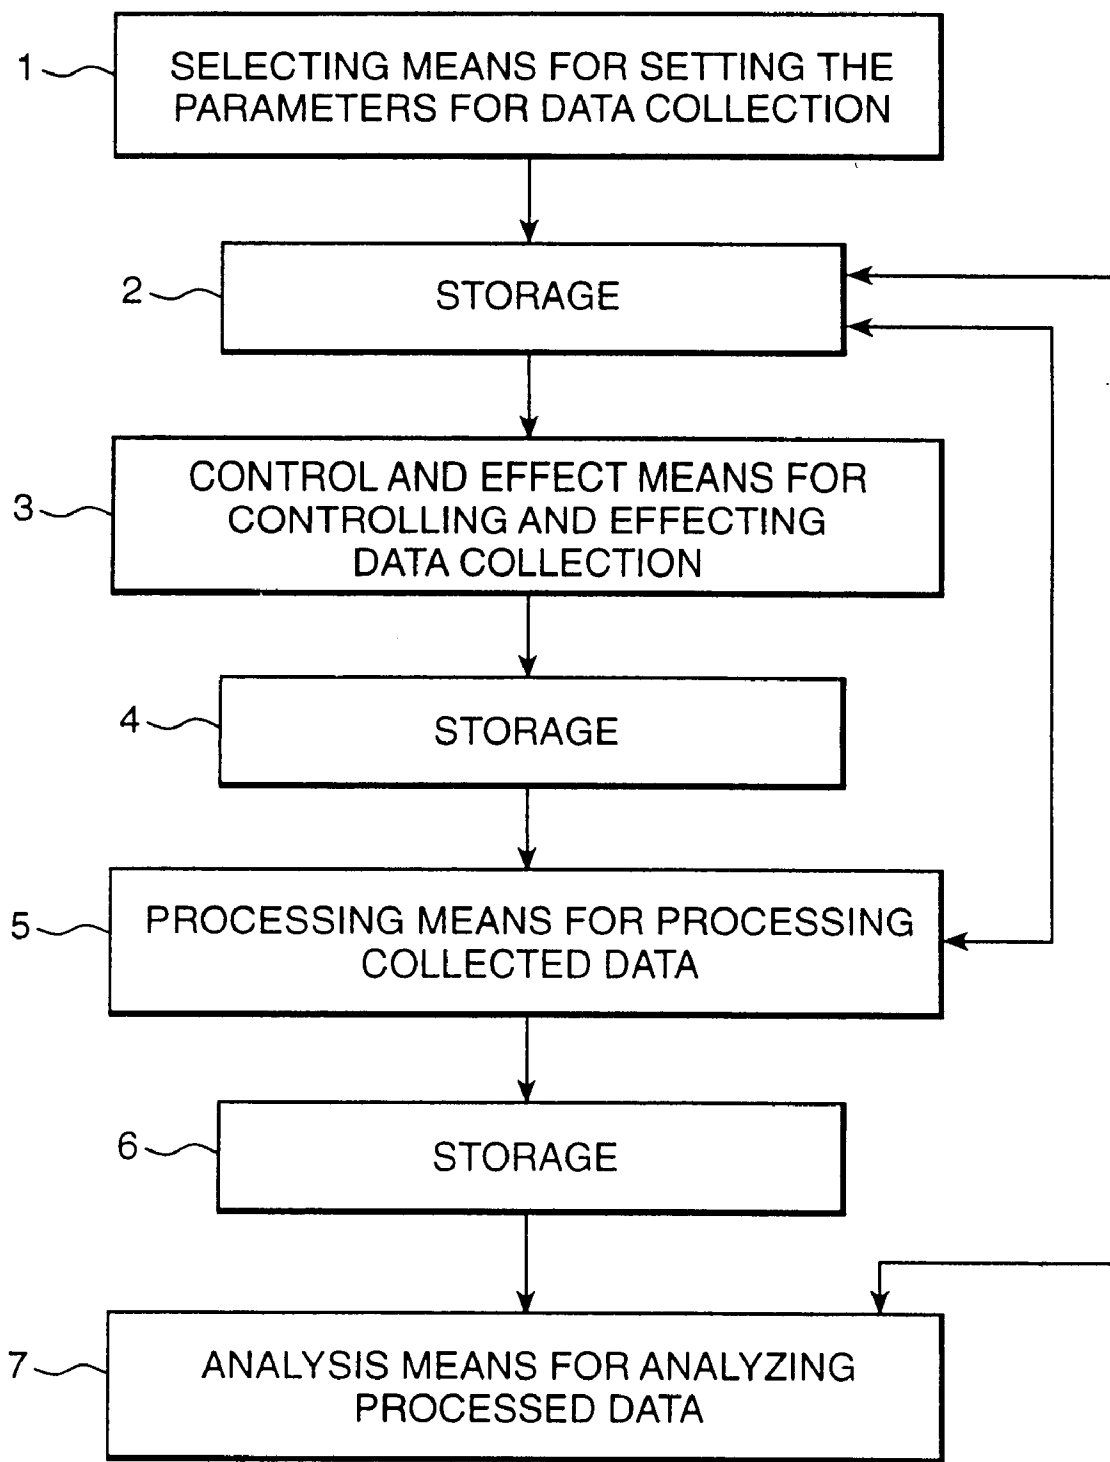 1
SELECTING MEANS FOR SETTING THE
PARAMETERS FOR DATA COLLECTION
2
STORAGE
3
CONTROL AND EFFECT MEANS FOR
CONTROLLING AND EFFECTING
DATA COLLECTION
4
STORAGE
5
PROCESSING MEANS FOR PROCESSING
COLLECTED DATA
6
STORAGE
7
ANALYSIS MEANS FOR ANALYZING
PROCESSED DATA